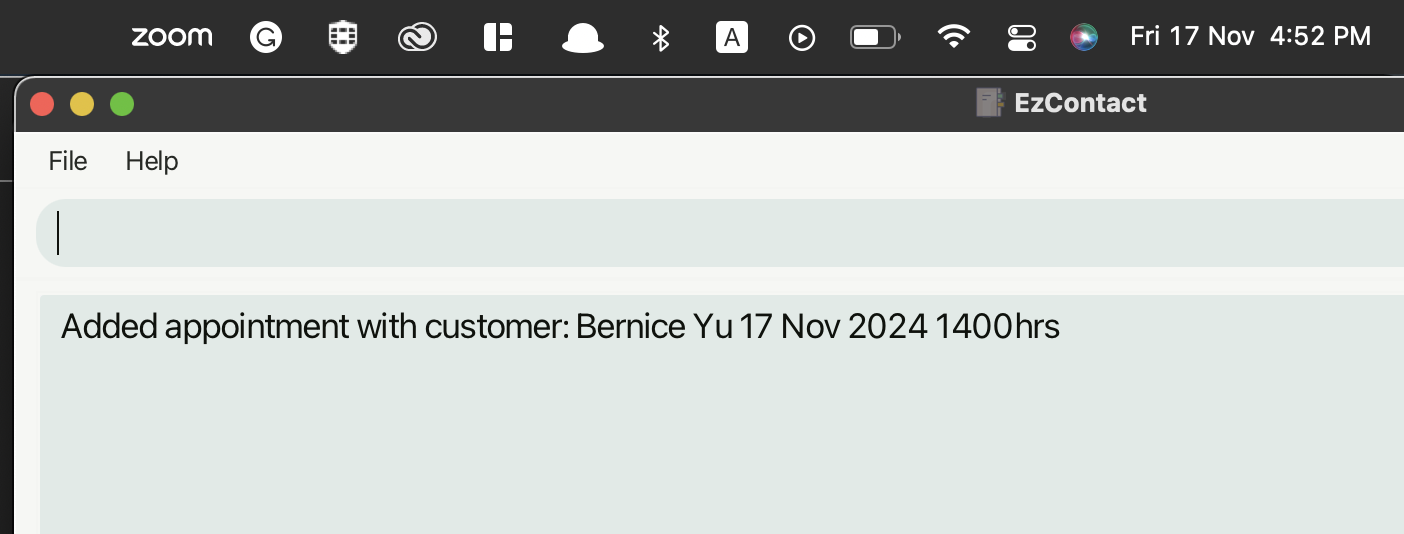 zoom A Fri 17 Nov 4:52 PM
EzContact
File Help
Added appointment with customer: Bernice Yu 17 Nov 2024 1400hrs